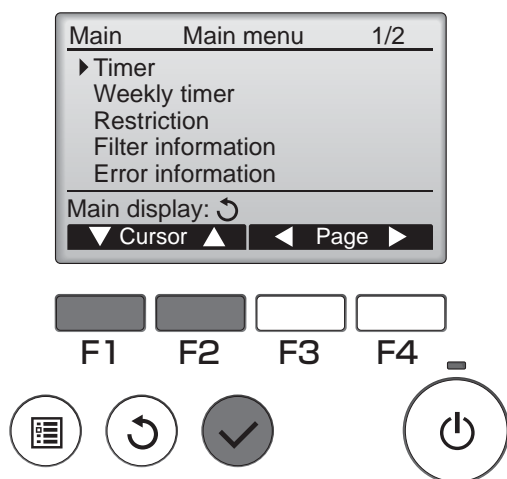 Main Main menu 1/2
Timer
Weekly timer
Restriction
Filter information
Error information
Main display:
Cursor Page
F1 F2 F3 F4